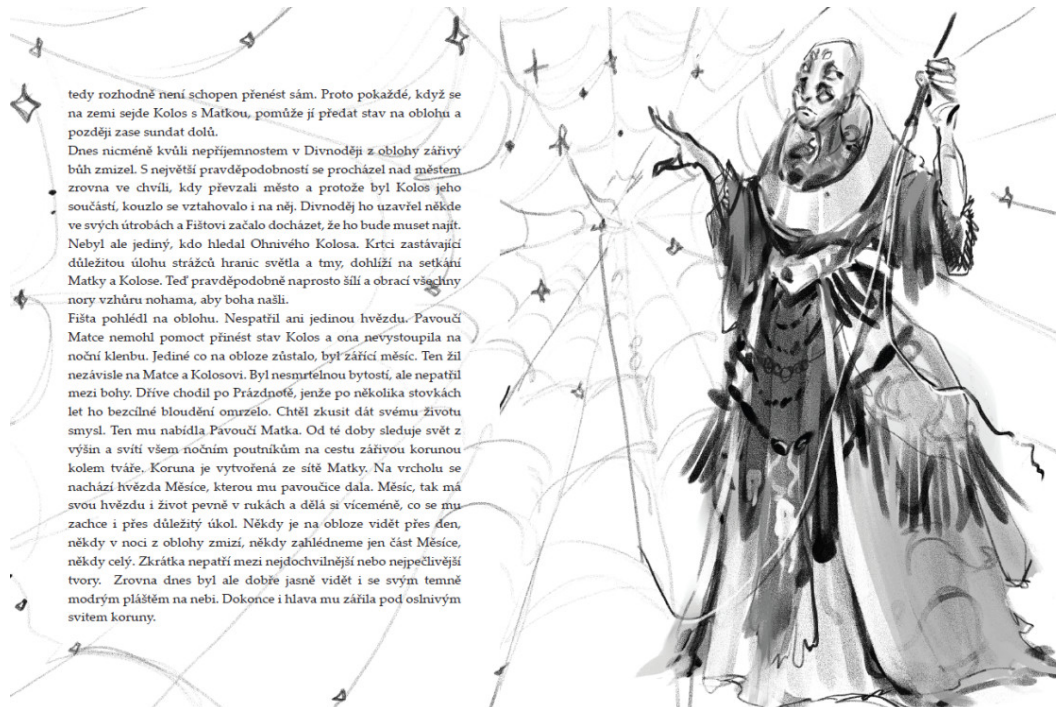 tedy rozhodně není schopen přenést sám. Proto pokaždé, když se
na zemi sejde Kolos s Matkou, pomůže jí předat stav na oblohu a
později zase sundat dolů.
Dnes nicméně kvůli nepříjemnostem v Divnoději z oblohy zářivý
bůh zmizel. S největší pravděpodobností se procházel nad městem
zrovna ve chvíli, kdy převzali město a protože byl Kolos jeho
součástí, kouzlo se vztahovalo i na něj. Divnoděj ho uzavřel někde
ve svých útrobách a Fištovi začalo docházet, že ho bude muset najít.
Nebyl ale jediný, kdo hledal Ohnivého Kolosa. Krtci zastávající
důležitou úlohu strážců hranic světla a tmy, dohlíží na setkání
Matky a Kolose. Teď pravděpodobně naprosto šílí a obrací všechny
nory vzhůru nohama, aby boha našli.
Fišta pohlédl na oblohu. Nespatřil ani jedinou hvězdu. Pavoučí
Matce nemohl pomoct přinést stav Kolos a ona nevystoupila na
noční klenbu. Jediné co na obloze zůstalo, byl zářící měsíc. Ten žil
nezávisle na Matce a Kolosovi. Byl nesmrtelnou bytostí, ale nepatřil
mezi bohy. Dříve chodil po Prázdnotě, jenže po několika stovkách
let ho bezcílné bloudění omrzelo. Chtěl zkusit dát svému životu
smysl. Ten mu nabídla Pavoučí Matka. Od té doby sleduje svět z
výšin a svítí všem nočním poutníkům na cestu zářivou korunou
kolem tváře. Koruna je vytvořená ze sítě Matky. Na vrcholu se
nachází hvězda Měsíce, kterou mu pavoučice dala. Měsíc, tak má
svou hvězdu i život pevně v rukách a dělá si víceméně, co se mu
zachce i přes důležitý úkol. Někdy je na obloze vidět přes den,
někdy v noci z oblohy zmizí, někdy zahlédneme jen část Měsíce,
někdy celý. Zkrátka nepatří mezi nejdochvilnější nebo nejpečlivější
tvory. Zrovna dnes byl ale dobře jasně vidět i se svým temně
modrým pláštěm na nebi. Dokonce i hlava mu zářila pod oslnivým
svitem koruny.